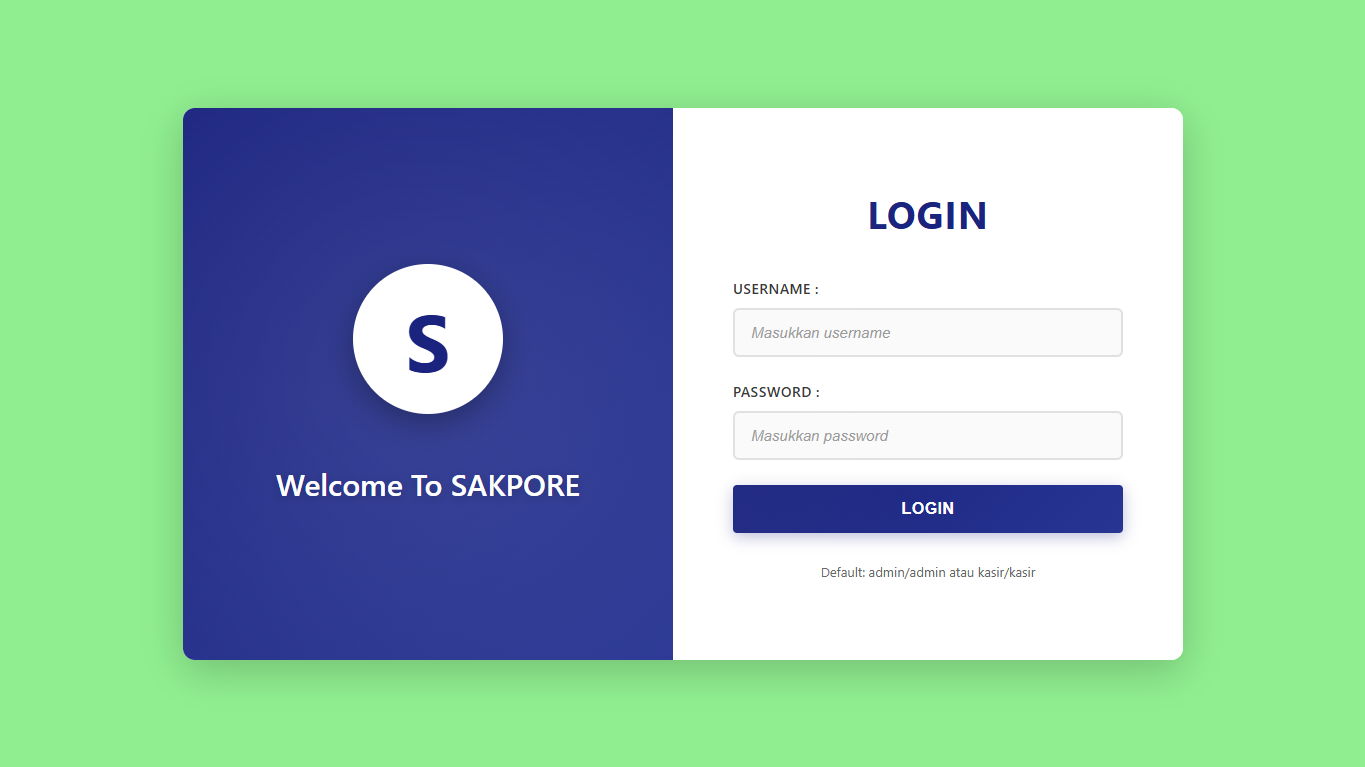 S
Welcome To SAKPORE
LOGIN
USERNAME :
Masukkan username
PASSWORD :
Masukkan password
LOGIN
Default: admin/admin atau kasir/kasir